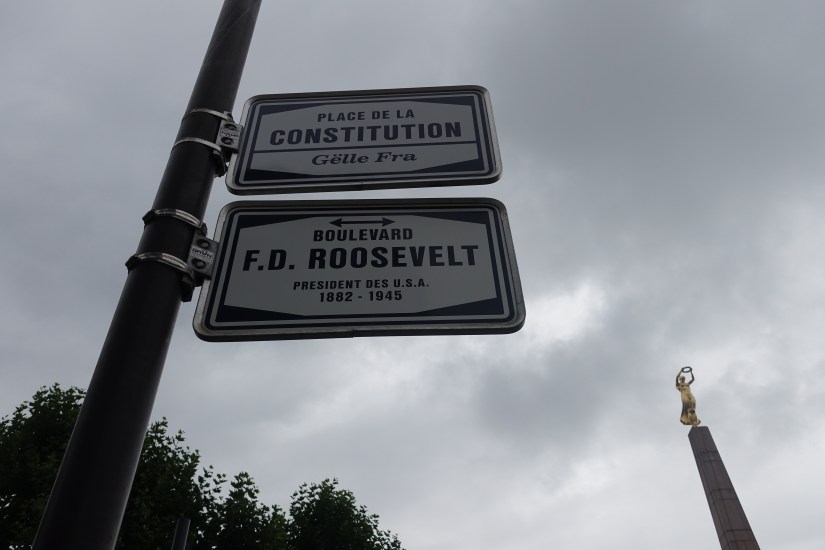 PLACE DE LA
CONSTITUTION
Gëlle Fra
BOULEVARD
F.D. ROOSEVELT
PRESIDENT DES U.S.A.
1882 - 1945